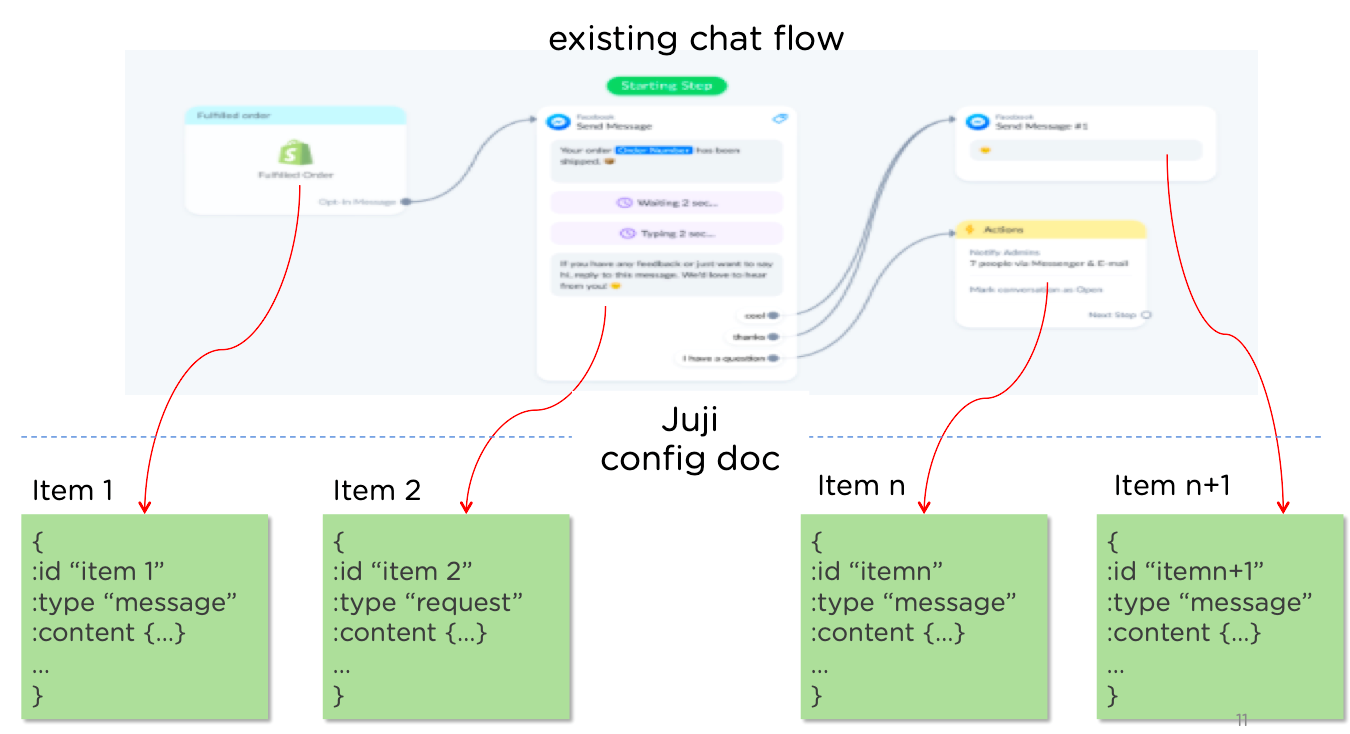 existing chat flow
Starting Step
Fulfilled order
Fulfilled Order
Opt-In Message
Facebook
Send Message
Your order Order Number has been
shipped. 📦
Waiting 2 sec...
Typing 2 sec...
If you have any feedback or just want to say
hi, reply to this message. We'd love to hear
from you! 😊
cool
thanks
I have a question
Facebook
Send Message #1
Actions
Notify Admins
7 people via Messenger & E-mail
Mark conversation as Open
Next Step
Juji
config doc
Item 1
{
:id “item 1”
:type “message”
:content {...}
...
}
Item 2
{
:id “item 2”
:type “request”
:content {...}
...
}
Item n
{
:id “itemn”
:type “message”
:content {...}
...
}
Item n+1
{
:id “itemn+1”
:type “message”
:content {...}
...
}
11